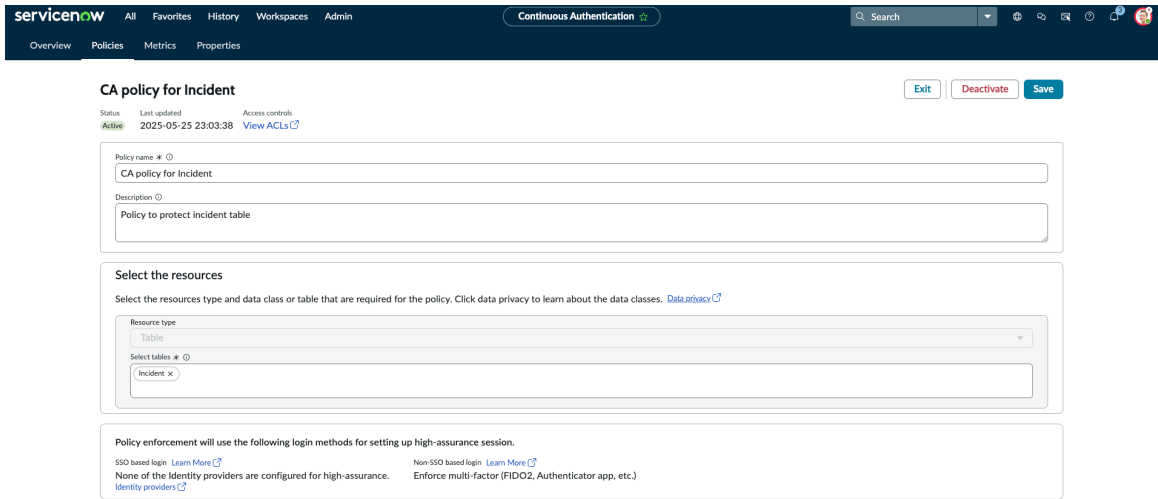 servicenow All Favorites History Workspaces Admin Continuous Authentication Search 3
Overview Policies Metrics Properties
CA policy for Incident Exit Deactivate Save
Status Last updated Access controls
Active 2025-05-25 23:03:38 View ACLs
Policy name *
CA policy for Incident
Description
Policy to protect incident table
Select the resources
Select the resources type and data class or table that are required for the policy. Click data privacy to learn about the data classes. Data privacy
Resource type
Table
Select tables *
Incident ×
Policy enforcement will use the following login methods for setting up high-assurance session.
SSO based login Learn More Non-SSO based login Learn More
None of the Identity providers are configured for high-assurance. Enforce multi-factor (FIDO2, Authenticator app, etc.)
Identity providers